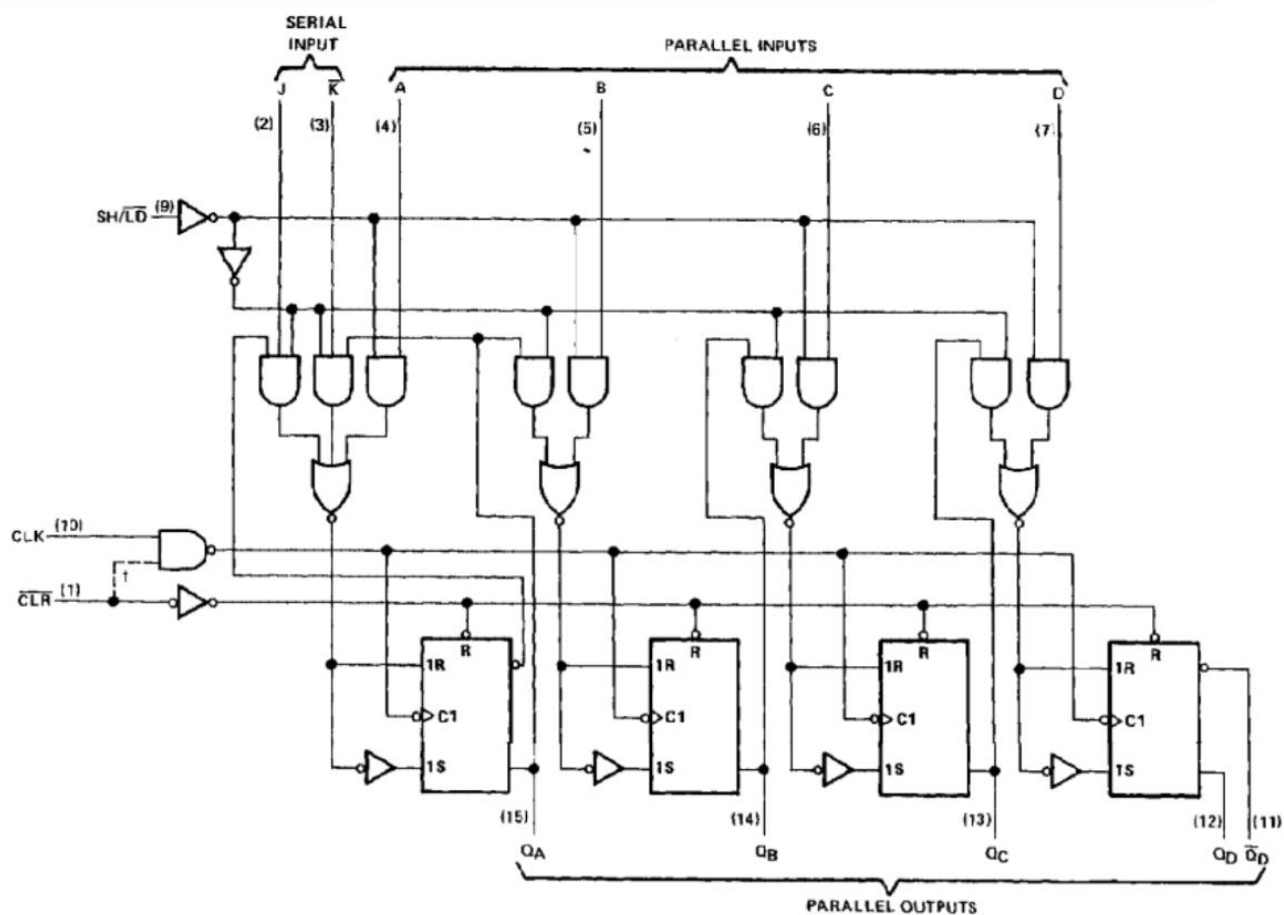 SERIAL
INPUT
PARALLEL INPUTS
J K̅ A B C D
(2) (3) (4) (5) (6) (7)
SH/L̅D̅ (9)
CLK (10)
†
C̅L̅R̅ (1)
R R R R
1R 1R 1R 1R
C1 C1 C1 C1
1S 1S 1S 1S
(15) (14) (13) (12) (11)
QA QB QC QD Q̅D
PARALLEL OUTPUTS